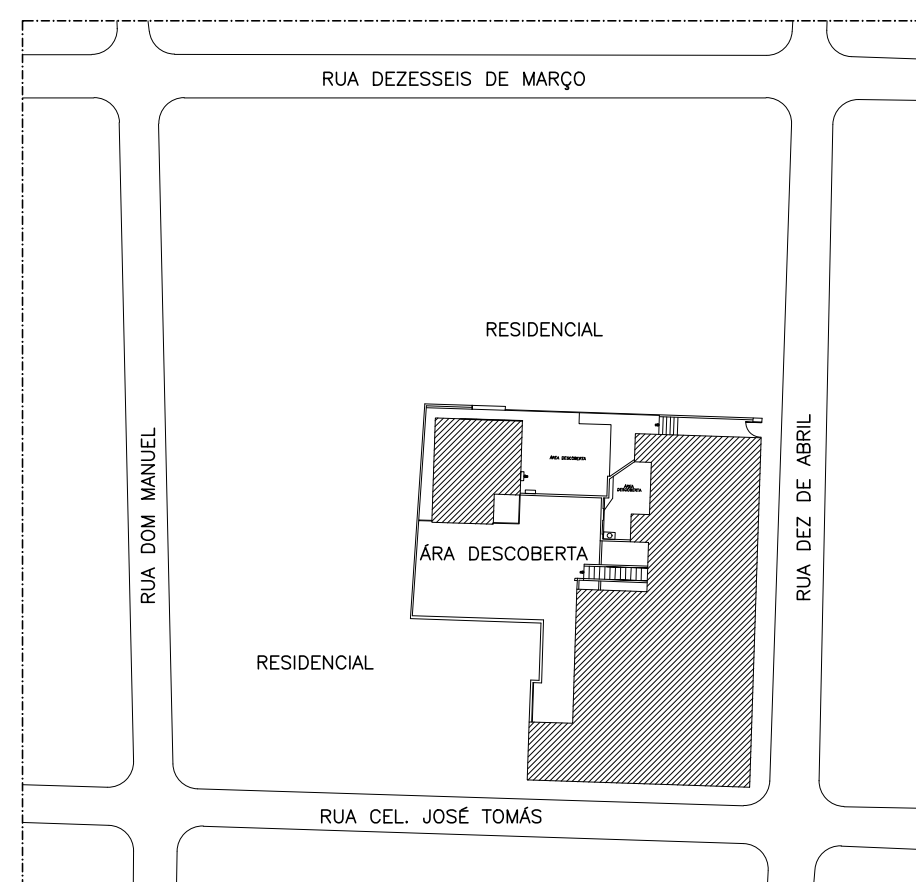 RUA DEZESSEIS DE MARÇO
RESIDENCIAL
RUA DOM MANUEL
RUA DEZ DE ABRIL
ÁREA DESCOBERTA
ÁREA
DESCOBERTA
ÁRA DESCOBERTA
RESIDENCIAL
RUA CEL. JOSÉ TOMÁS